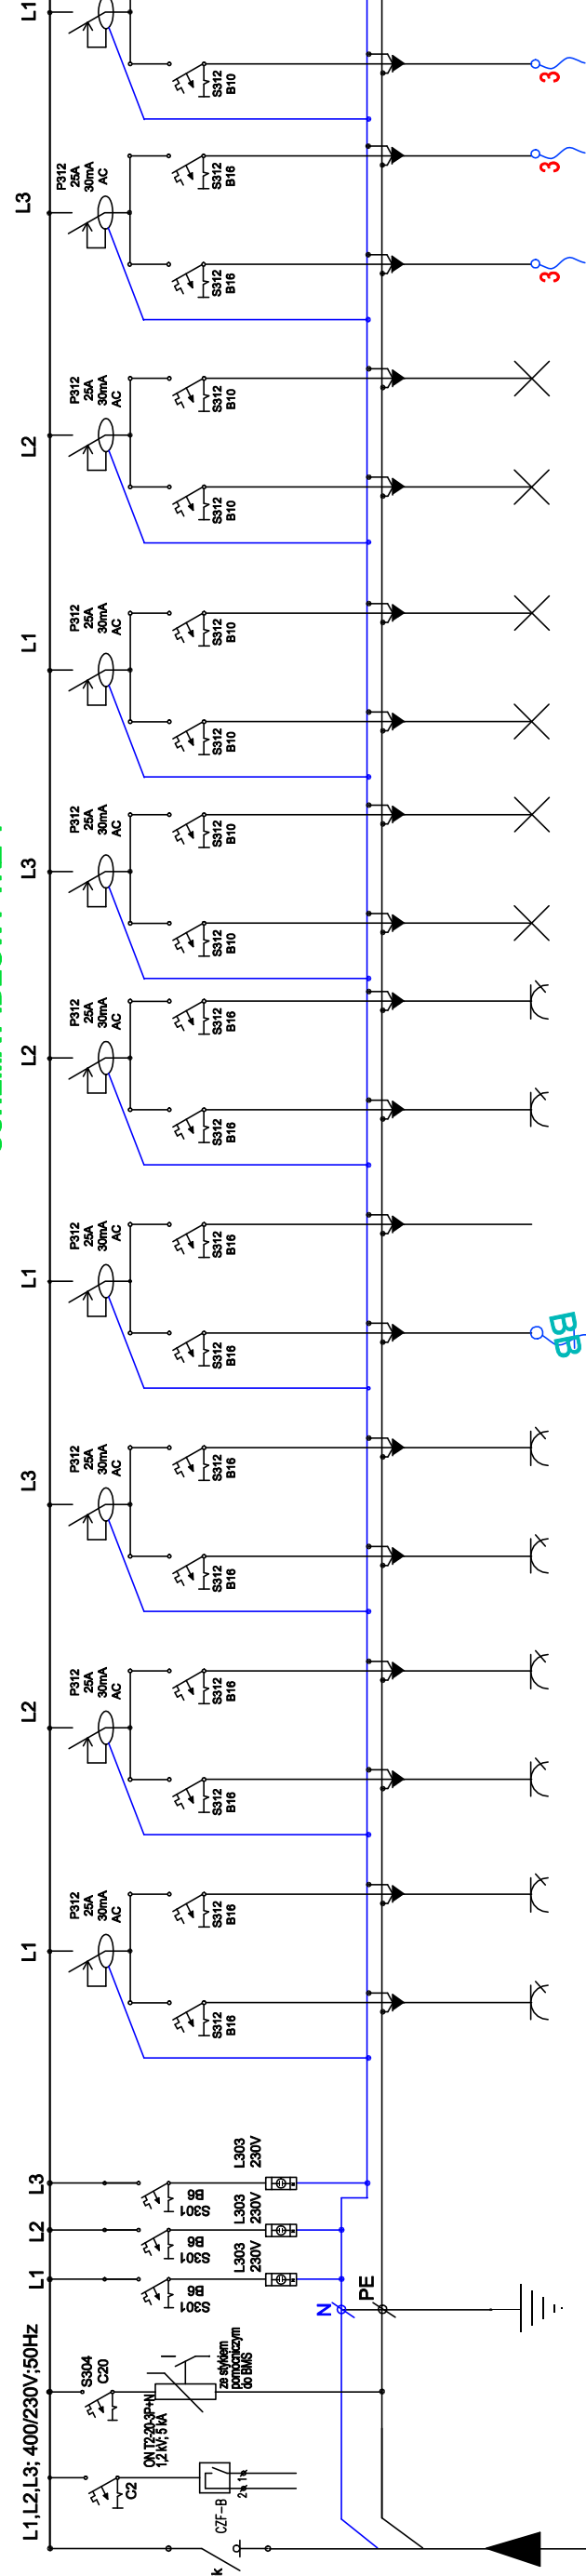 L1,L2,L3; 400/230V;50Hz
C2
CZF-B
2
1
k
S304
C20
ON T2-20-3P+N
1,2 kV; 5 kA
ze stykiem
pomocniczym
do BMS
L1
S301
B6
L303
230V
L2
S301
B6
L303
230V
L3
S301
B6
L303
230V
N
PE
L1
P312
25A
30mA
AC
S312
B16
S312
B16
L2
P312
25A
30mA
AC
S312
B16
S312
B16
L3
P312
25A
30mA
AC
S312
B16
S312
B16
L1
P312
25A
30mA
AC
S312
B16
S312
B16
BB
L2
P312
25A
30mA
AC
S312
B16
S312
B16
L3
P312
25A
30mA
AC
S312
B10
S312
B10
L1
P312
25A
30mA
AC
S312
B10
S312
B10
L2
P312
25A
30mA
AC
S312
B10
S312
B10
L3
P312
25A
30mA
AC
S312
B16
S312
B16
3
3
L1
S312
B10
3